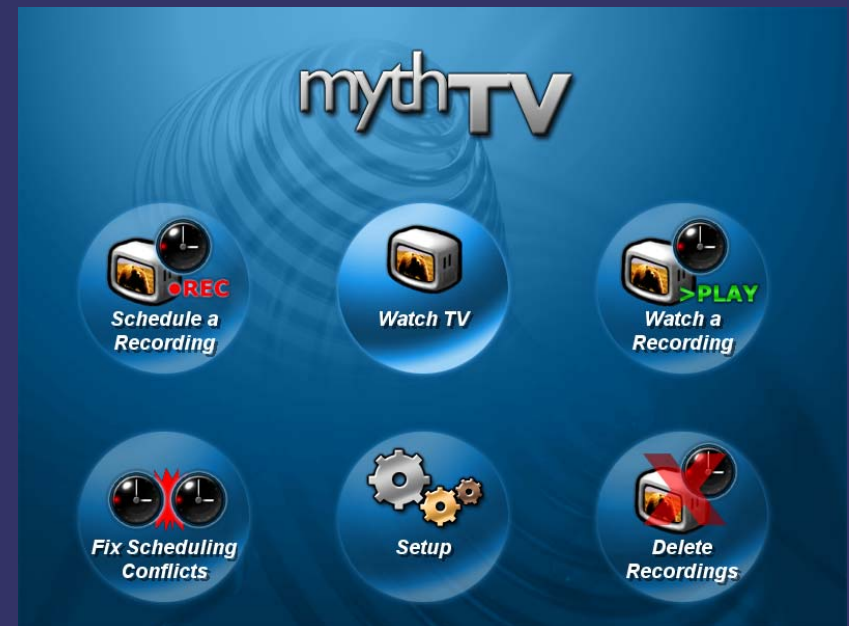 mythTV
REC
Schedule a
Recording
Watch TV
>PLAY
Watch a
Recording
Fix Scheduling
Conflicts
Setup
Delete
Recordings